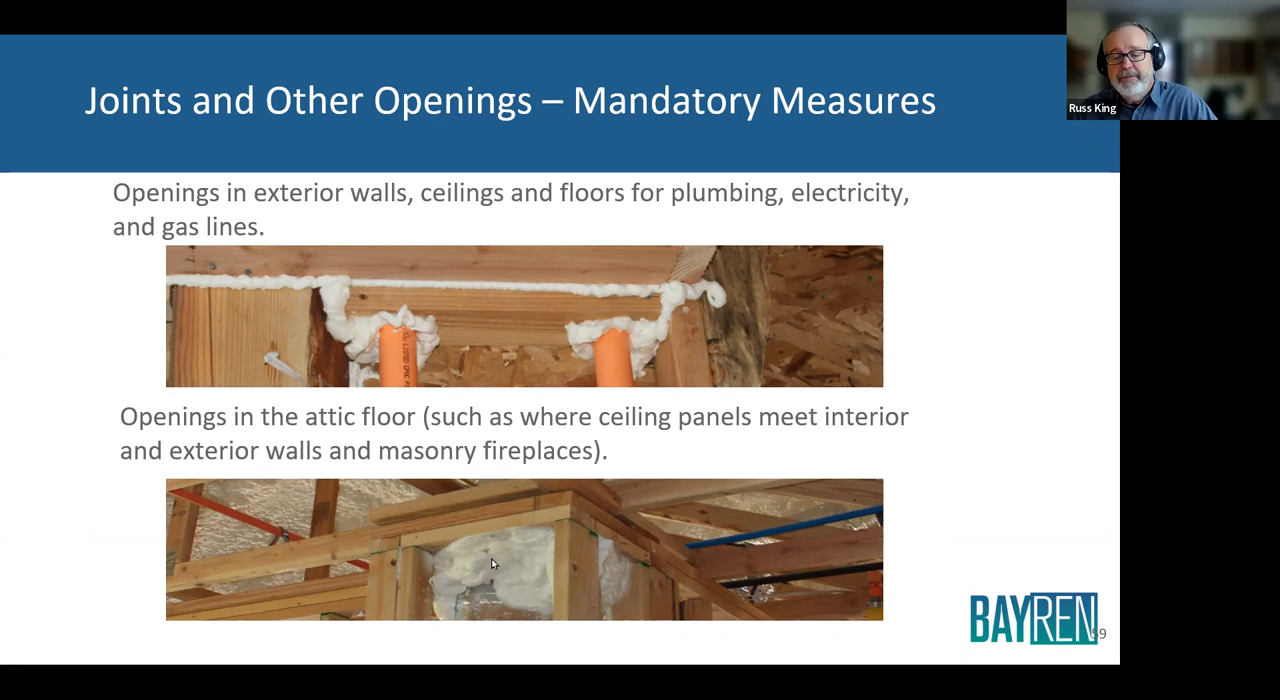 Joints and Other Openings – Mandatory Measures
Russ King
Openings in exterior walls, ceilings and floors for plumbing, electricity,
and gas lines.
Openings in the attic floor (such as where ceiling panels meet interior
and exterior walls and masonry fireplaces).
BAYREN
59